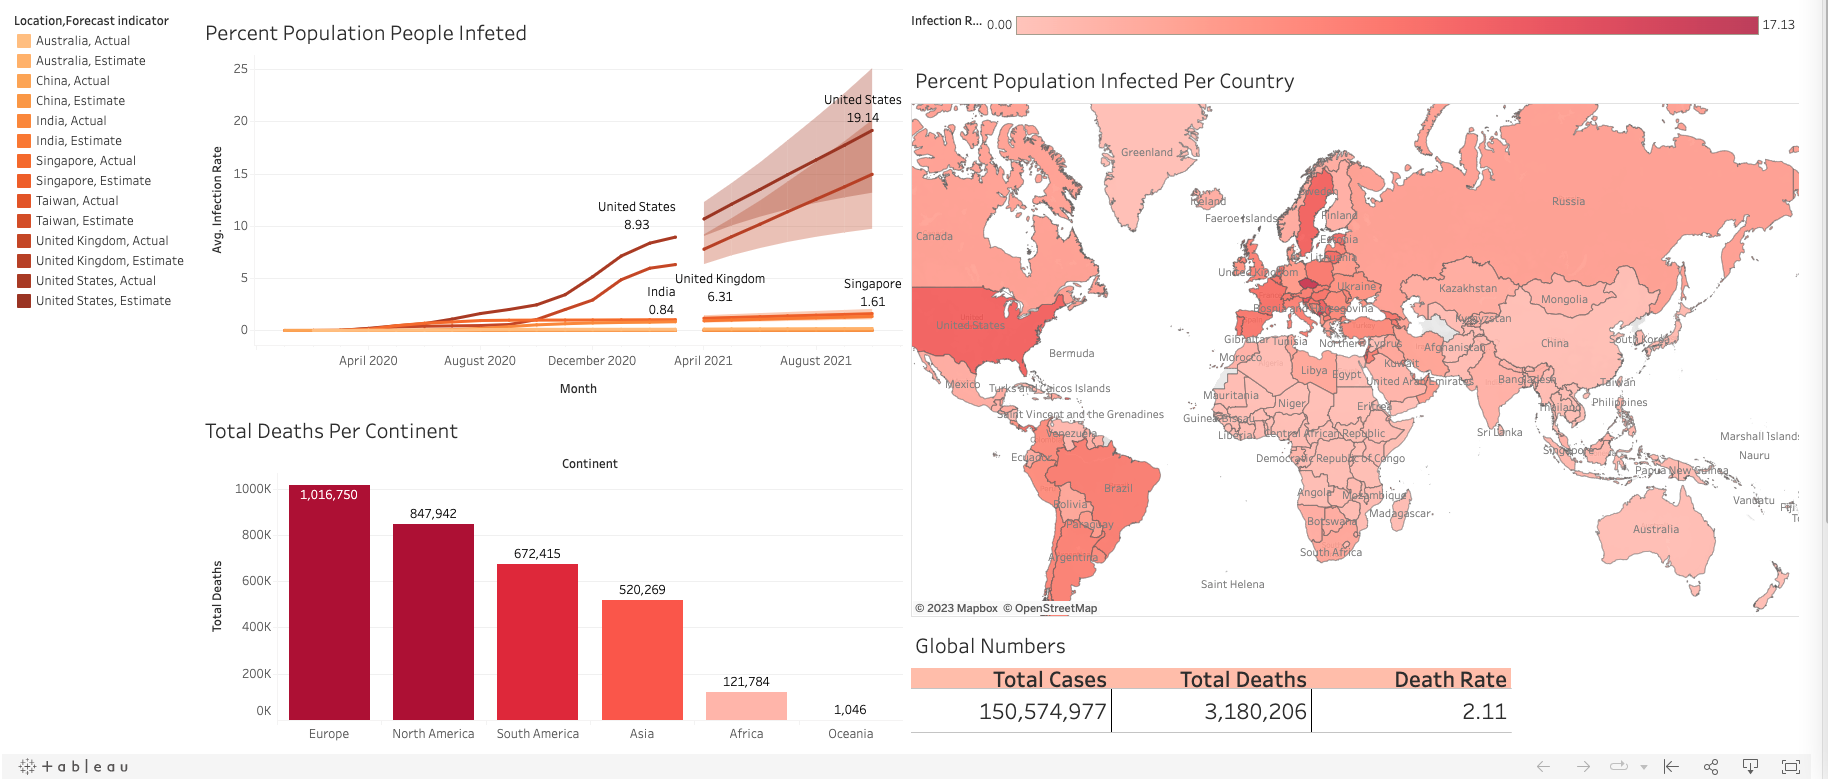 Location,Forecast indicator
Australia, Actual
Australia, Estimate
China, Actual
China, Estimate
India, Actual
India, Estimate
Singapore, Actual
Singapore, Estimate
Taiwan, Actual
Taiwan, Estimate
United Kingdom, Actual
United Kingdom, Estimate
United States, Actual
United States, Estimate
Percent Population People Infeted
Avg. Infection Rate
25
20
15
10
5
0
United States
19.14
United States
8.93
United Kingdom
6.31
India
0.84
Singapore
1.61
April 2020
August 2020
December 2020
April 2021
August 2021
Month
Total Deaths Per Continent
Continent
Total Deaths
1000K
800K
600K
400K
200K
0K
1,016,750
847,942
672,415
520,269
121,784
1,046
Europe
North America
South America
Asia
Africa
Oceania
Infection R...
0.00
17.13
Percent Population Infected Per Country
Greenland
Iceland
Sweden
Russia
Faeroe Islands
Finland
Canada
Estonia
Lithuania
United Kingdom
Ukraine
Kazakhstan
Mongolia
Bosnia and Herzegovina
Kyrgyzstan
United States
Gibraltar
Tunisia
Northern Cyprus
Afghanistan
China
South Korea
Bermuda
Morocco
Libya
Egypt
Kuwait
United Arab Emirates
Bangladesh
Taiwan
Mexico
Turks and Caicos Islands
Mauritania
Niger
Eritrea
Thailand
Philippines
Saint Vincent and the Grenadines
Guinea-Bissau
Liberia
Central African Republic
Sri Lanka
Marshall Islands
Venezuela
Ecuador
Democratic Republic of Congo
Singapore
Nauru
Papua New Guinea
Brazil
Angola
Mozambique
Vanuatu
Fiji
Bolivia
Madagascar
To
Paraguay
Botswana
Australia
Argentina
South Africa
Saint Helena
© 2023 Mapbox © OpenStreetMap
Global Numbers
Total Cases
Total Deaths
Death Rate
150,574,977
3,180,206
2.11
+ a b l e a u